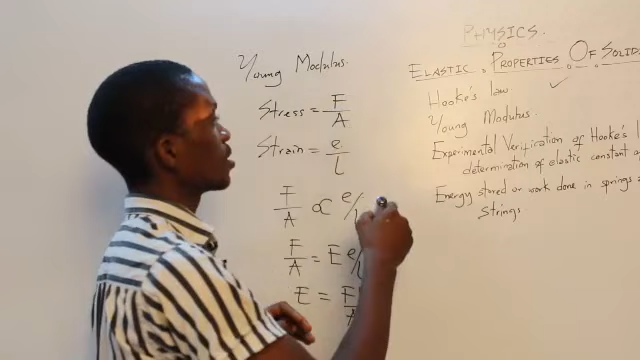 Young Modulus.
Stress = F/A
Strain = e/l
F/A ∝ e/
F/A = E e/L
E = F/A
PHYSICS.
ELASTIC PROPERTIES OF SOLIDS
Hooke's law
Young Modulus.
Experimental Verification of Hooke's
determination of elastic constant
Energy stored or work done in springs
Strings